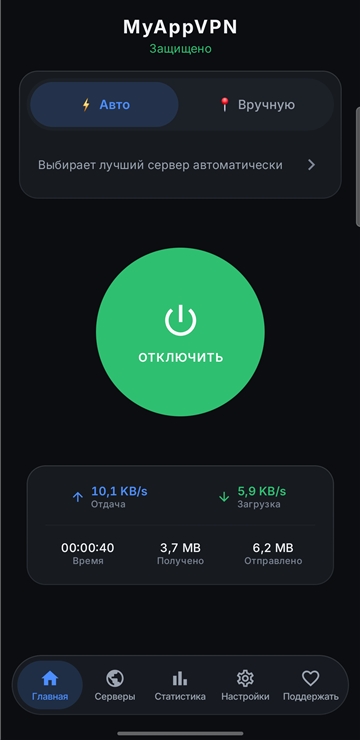 MyAppVPN
Защищено
Авто
Вручную
Выбирает лучший сервер автоматически
ОТКЛЮЧИТЬ
10,1 KB/s
Отдача
5,9 KB/s
Загрузка
00:00:40
Время
3,7 MB
Получено
6,2 MB
Отправлено
Главная
Серверы
Статистика
Настройки
Поддержать